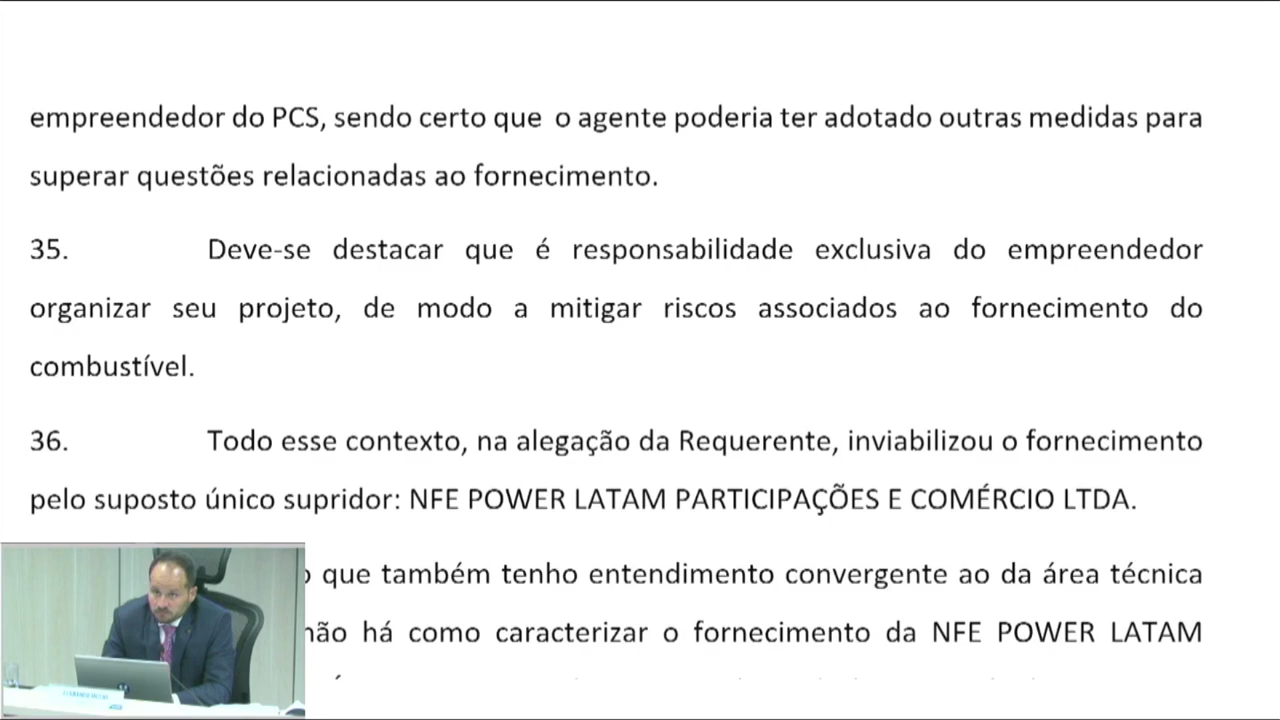 empreendedor do PCS, sendo certo que o agente poderia ter adotado outras medidas para
superar questões relacionadas ao fornecimento.
35. Deve-se destacar que é responsabilidade exclusiva do empreendedor
organizar seu projeto, de modo a mitigar riscos associados ao fornecimento do
combustível.
36. Todo esse contexto, na alegação da Requerente, inviabilizou o fornecimento
pelo suposto único supridor: NFE POWER LATAM PARTICIPAÇÕES E COMÉRCIO LTDA.
que também tenho entendimento convergente ao da área técnica
não há como caracterizar o fornecimento da NFE POWER LATAM